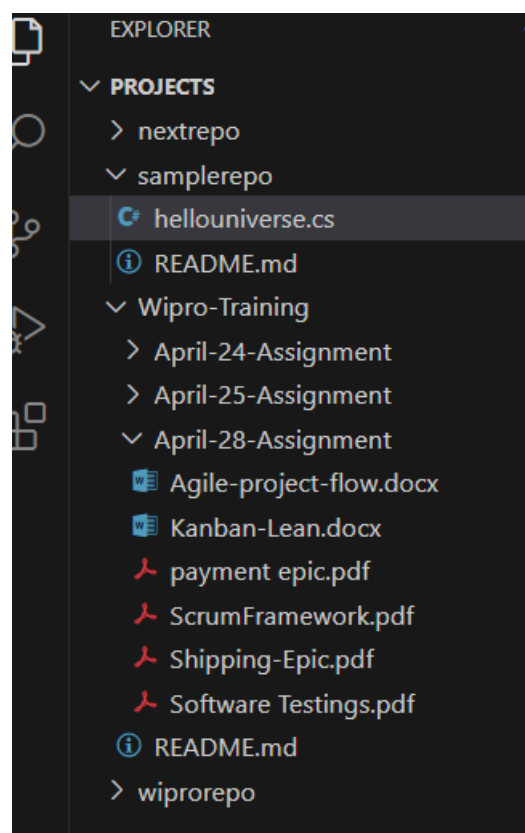 EXPLORER
PROJECTS
nextrepo
samplerepo
C# hellouniverse.cs
README.md
Wipro-Training
April-24-Assignment
April-25-Assignment
April-28-Assignment
Agile-project-flow.docx
Kanban-Lean.docx
payment epic.pdf
ScrumFramework.pdf
Shipping-Epic.pdf
Software Testings.pdf
README.md
wiprorepo